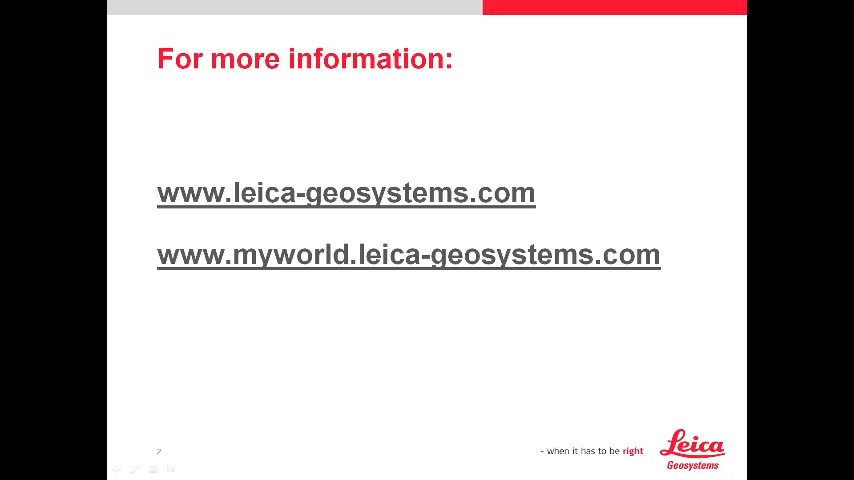 For more information:
www.leica-geosystems.com
www.myworld.leica-geosystems.com
2
- when it has to be right
Leica
Geosystems